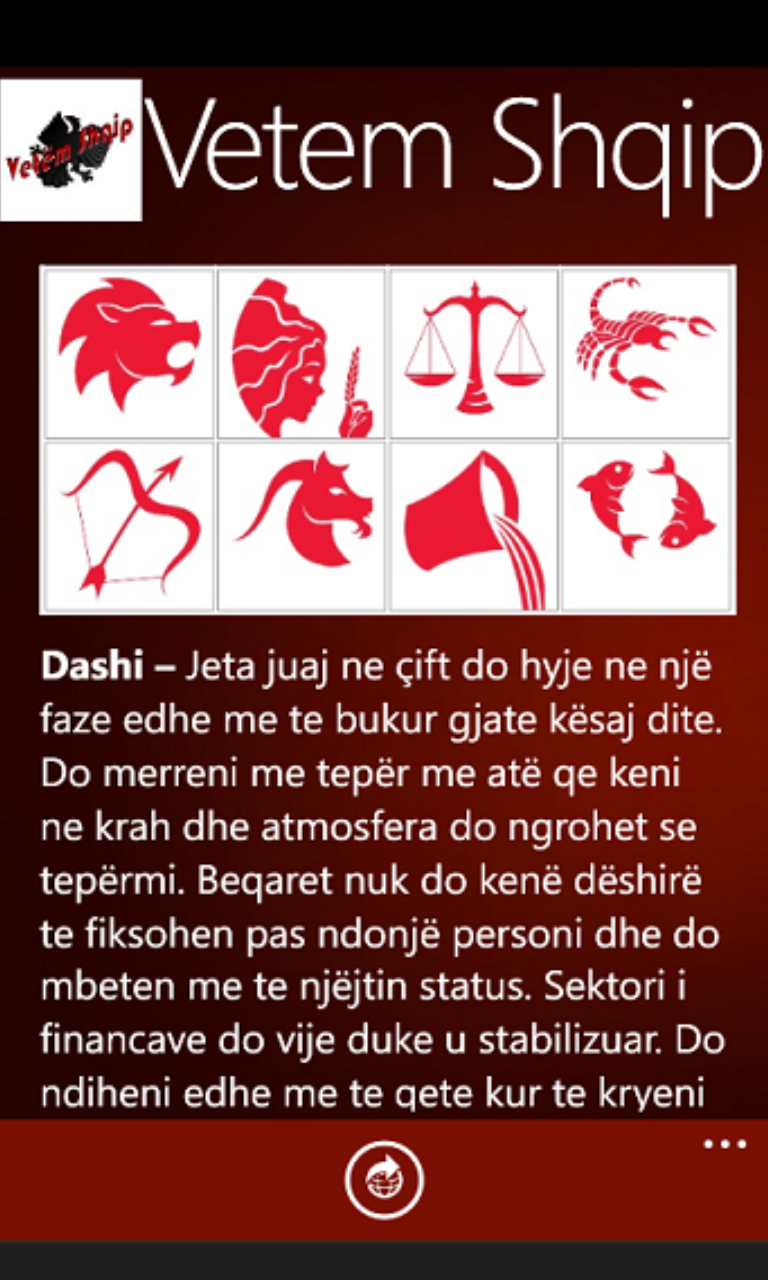 Vetëm Shqip
Vetem Shqip
Dashi – Jeta juaj ne çift do hyje ne një
faze edhe me te bukur gjate kësaj dite.
Do merreni me tepër me atë qe keni
ne krah dhe atmosfera do ngrohet se
tepërmi. Beqaret nuk do kenë dëshirë
te fiksohen pas ndonjë personi dhe do
mbeten me te njëjtin status. Sektori i
financave do vije duke u stabilizuar. Do
ndiheni edhe me te qete kur te kryeni